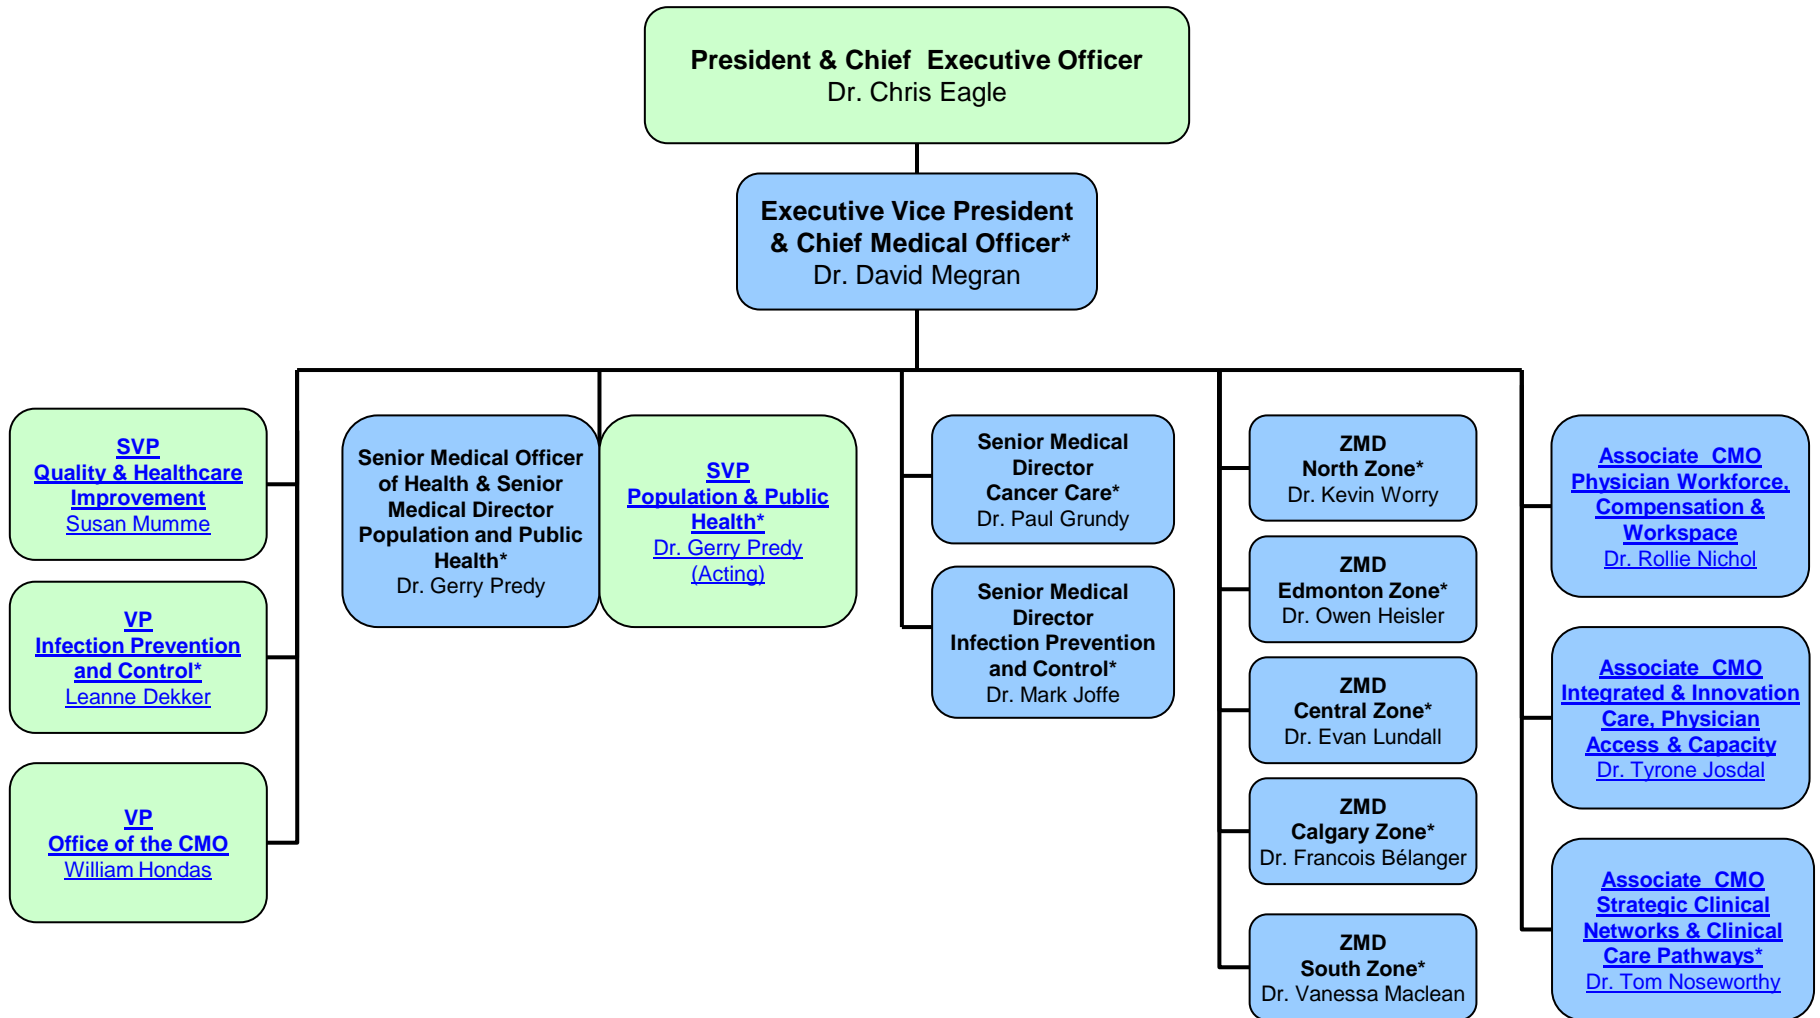 President & Chief  Executive Officer
Dr. Chris Eagle
Executive Vice President
& Chief Medical Officer*
Dr. David Megran
SVP
Quality & Healthcare
Improvement
Susan Mumme
VP
Infection Prevention
and Control*
Leanne Dekker
VP
Office of the CMO
William Hondas
Senior Medical Officer
of Health & Senior
Medical Director
Population and Public
Health*
Dr. Gerry Predy
SVP
Population & Public
Health*
Dr. Gerry Predy
(Acting)
Senior Medical
Director
Cancer Care*
Dr. Paul Grundy
Senior Medical
Director
Infection Prevention
and Control*
Dr. Mark Joffe
ZMD
North Zone*
Dr. Kevin Worry
ZMD
Edmonton Zone*
Dr. Owen Heisler
ZMD
Central Zone*
Dr. Evan Lundall
ZMD
Calgary Zone*
Dr. Francois Bélanger
ZMD
South Zone*
Dr. Vanessa Maclean
Associate  CMO
Physician Workforce,
Compensation &
Workspace
Dr. Rollie Nichol
Associate  CMO
Integrated & Innovation
Care, Physician
Access & Capacity
Dr. Tyrone Josdal
Associate  CMO
Strategic Clinical
Networks & Clinical
Care Pathways*
Dr. Tom Noseworthy